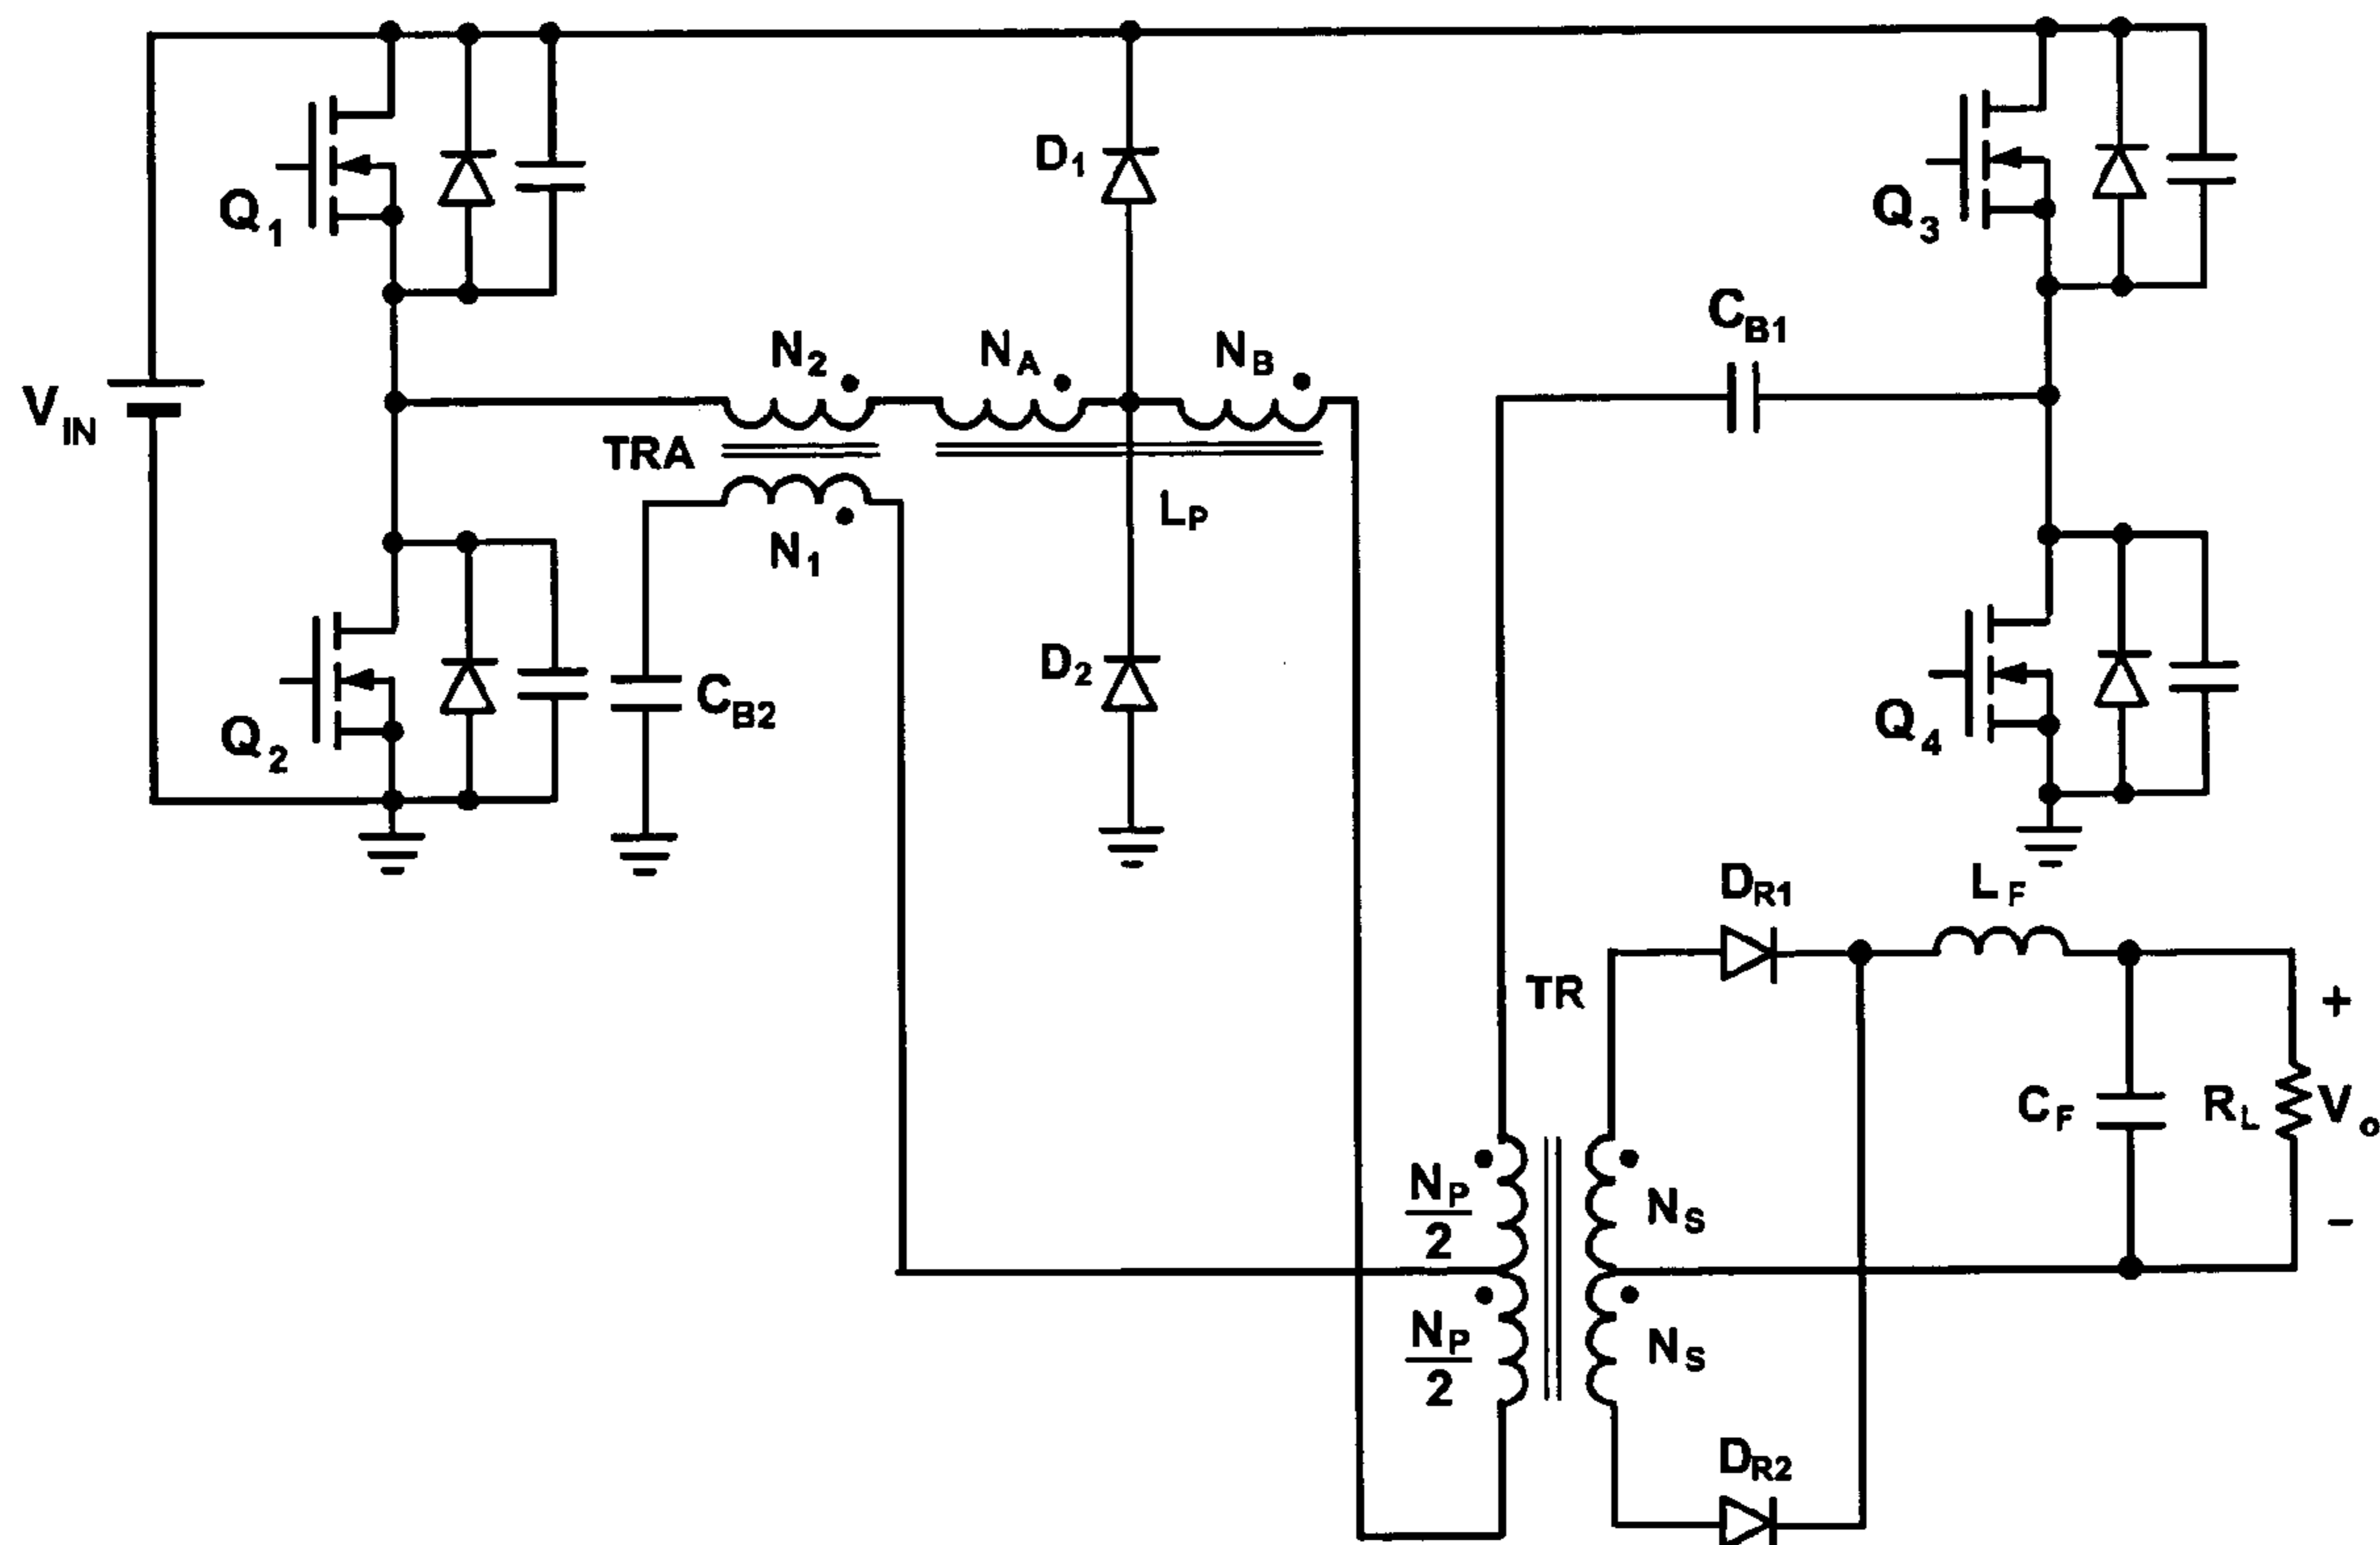 D1
Q1
Q3
CB1
N2
NA
NB
VIN
TRA
LP
N1
D2
CB2
Q2
Q4
DR1
LF
TR
+
NP
2
NS
CF
RL
Vo
−
NP
2
NS
DR2